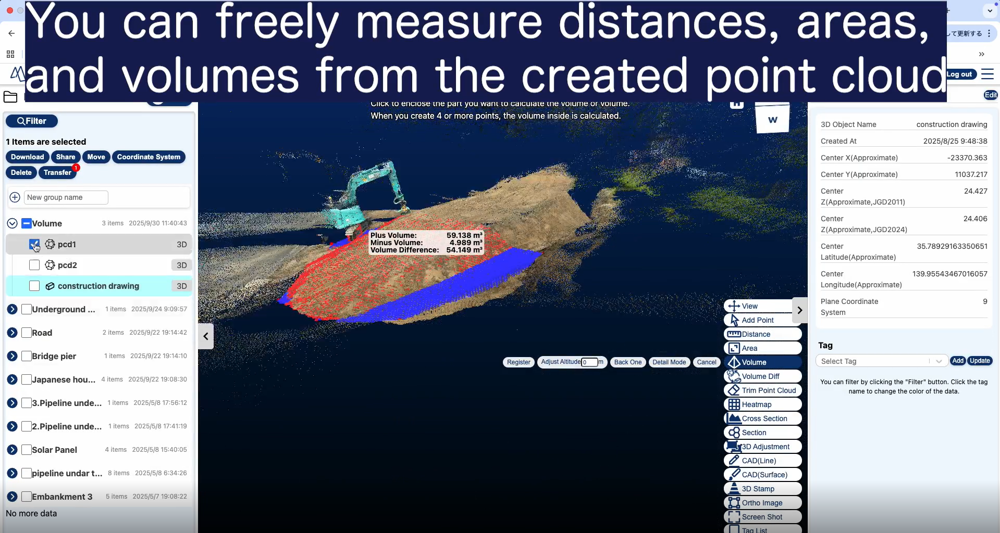 You can freely measure distances, areas,
and volumes from the created point cloud
して更新する
Log out
Edit
Click to enclose the part you want to calculate the volume or volume.
When you create 4 or more points, the volume inside is calculated.
W
Filter
1 Items are selected
Download Share Move Coordinate System
Delete Transfer 1
New group name
Volume 3 items 2025/9/30 11:40:43
pcd1 3D
pcd2 3D
construction drawing 3D
Underground ... 1 items 2025/9/24 9:09:57
Road 2 items 2025/9/22 19:14:42
Bridge pier 1 items 2025/9/22 19:14:10
Japanese hou... 4 items 2025/9/22 19:08:30
3.Pipeline unde... 1 items 2025/5/8 17:56:12
2.Pipeline unde... 1 items 2025/5/8 17:41:19
Solar Panel 4 items 2025/5/8 15:40:05
pipeline undar t... 8 items 2025/5/8 6:34:26
Embankment 3 5 items 2025/5/7 19:08:22
No more data
Plus Volume: 59.138 m³
Minus Volume: 4.989 m³
Volume Difference: 54.149 m³
Register Adjust Altitude 0 m Back One Detail Mode Cancel
View
Add Point
Distance
Area
Volume
Volume Diff
Trim Point Cloud
Heatmap
Cross Section
Section
3D Adjustment
CAD(Line)
CAD(Surface)
3D Stamp
Ortho Image
Screen Shot
Tag List
3D Object Name construction drawing
Created At 2025/8/25 9:48:38
Center X(Approximate) -23370.363
Center Y(Approximate) 11037.217
Center 24.427
Z(Approximate,JGD2011)
Center 24.406
Z(Approximate,JGD2024)
Center 35.78929163350651
Latitude(Approximate)
Center 139.95543467016057
Longitude(Approximate)
Plane Coordinate 9
System
Tag
Select Tag Add Update
You can filter by clicking the "Filter" button. Click the tag
name to change the color of the data.